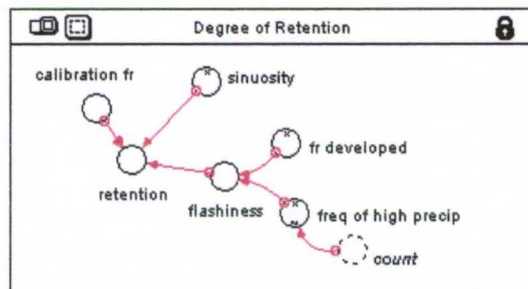 Degree of Retention
calibration fr
sinuosity
fr developed
retention
flashiness
freq of high precip
count